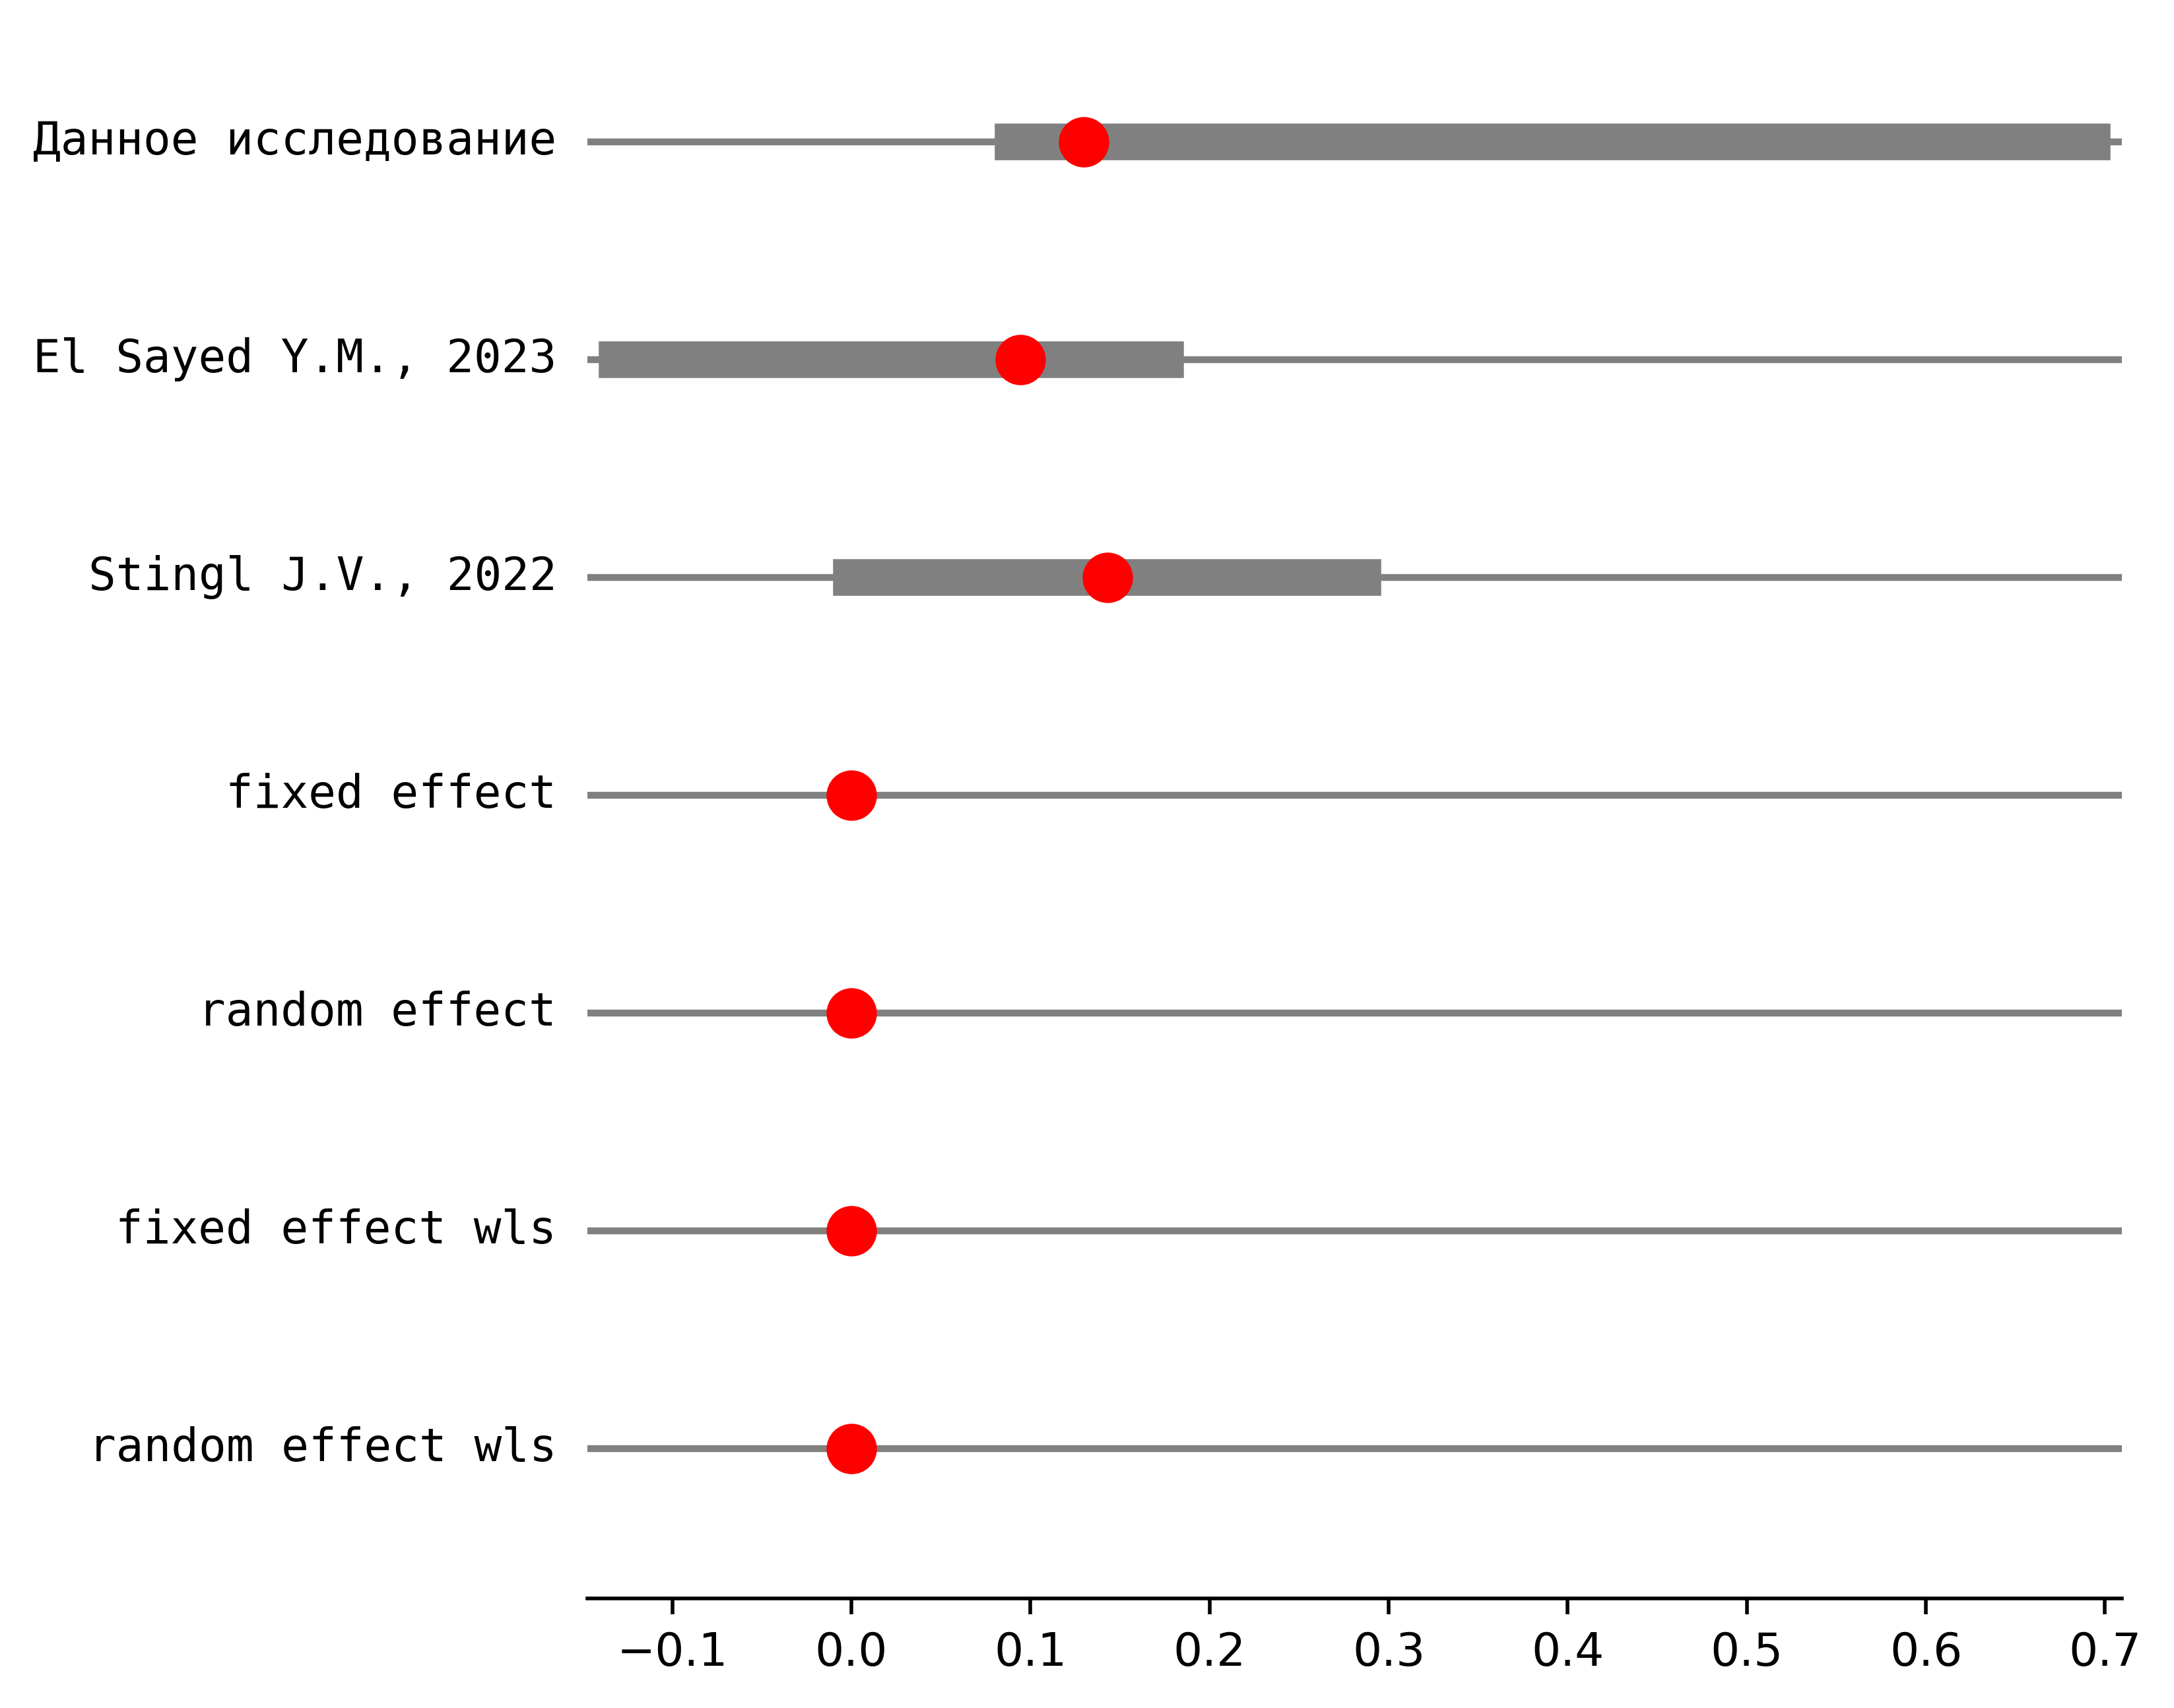 Данное исследование
El Sayed Y.M., 2023
Stingl J.V., 2022
fixed effect
random effect
fixed effect wls
random effect wls
−0.1 0.0 0.1 0.2 0.3 0.4 0.5 0.6 0.7